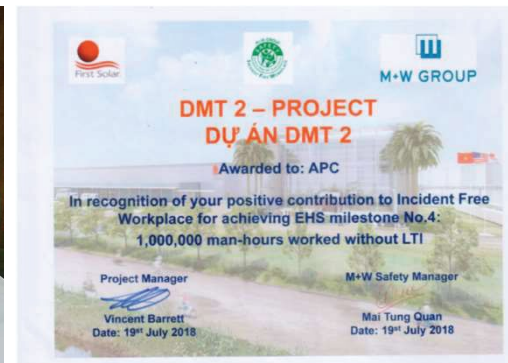 First Solar.
SAFETY
M+W GROUP
DMT 2 – PROJECT
DỰ ÁN DMT 2
Awarded to: APC
In recognition of your positive contribution to Incident Free
Workplace for achieving EHS milestone No.4:
1,000,000 man-hours worked without LTI
Project Manager
M+W Safety Manager
Vincent Barrett
Mai Tung Quan
Date: 19st July 2018
Date: 19st July 2018